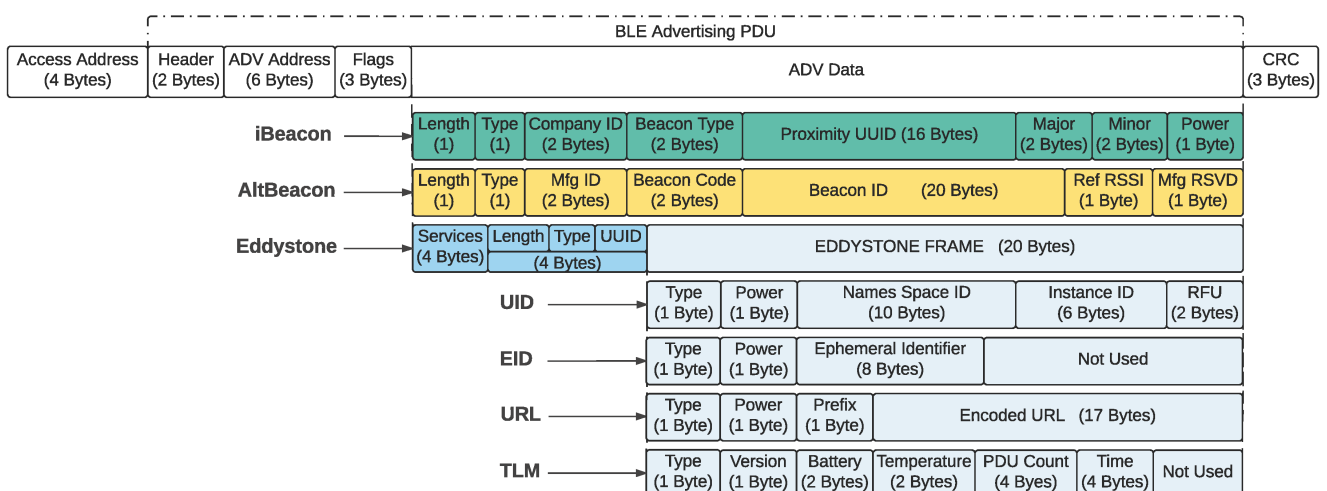 BLE Advertising PDU
Access Address Header ADV Address Flags ADV Data CRC
(4 Bytes) (2 Bytes) (6 Bytes) (3 Bytes) (3 Bytes)
iBeacon Length Type Company ID Beacon Type Proximity UUID (16 Bytes) Major Minor Power
(1) (1) (2 Bytes) (2 Bytes) (2 Bytes) (2 Bytes) (1 Byte)
AltBeacon Length Type Mfg ID Beacon Code Beacon ID (20 Bytes) Ref RSSI Mfg RSVD
(1) (1) (2 Bytes) (2 Bytes) (1 Byte) (1 Byte)
Eddystone Services Length Type UUID EDDYSTONE FRAME (20 Bytes)
(4 Bytes) (4 Bytes)
UID Type Power Names Space ID Instance ID RFU
(1 Byte) (1 Byte) (10 Bytes) (6 Bytes) (2 Bytes)
EID Type Power Ephemeral Identifier Not Used
(1 Byte) (1 Byte) (8 Bytes)
URL Type Power Prefix Encoded URL (17 Bytes)
(1 Byte) (1 Byte) (1 Byte)
TLM Type Version Battery Temperature PDU Count Time Not Used
(1 Byte) (1 Byte) (2 Bytes) (2 Bytes) (4 Byes) (4 Bytes)